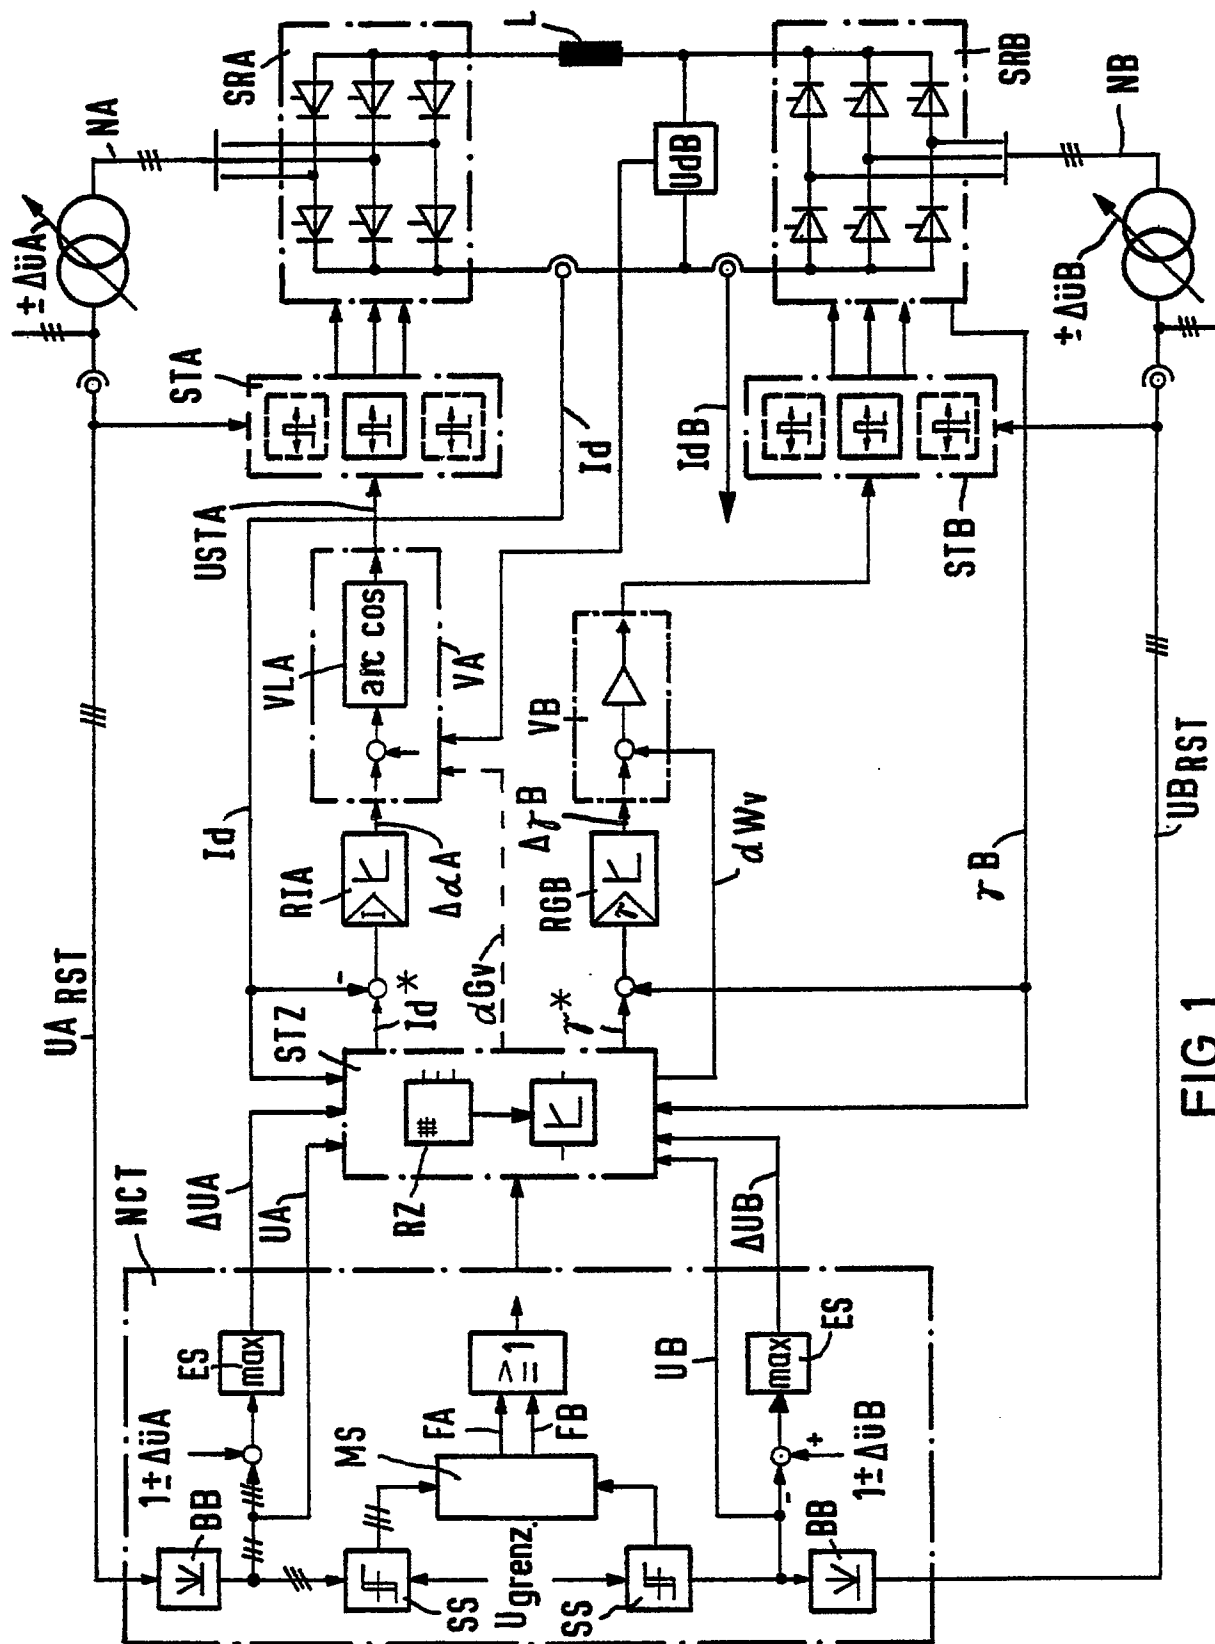 L
SRA
SRB
NA
NB
UdB
± ΔüA
± ΔüB
STA
Id
IdB
STB
USTA
VLA
arc cos
VA
VB
Id
RIA
I
ΔαA
ΔγB
RGB
γ
αWv
γB
UB RST
UA RST
Id*
αGv
γ*
STZ
RZ
NCT
ΔUA
UA
ΔUB
UB
ES
max
ES
max
>=1
FA
FB
MS
1±ΔüA
BB
1±ΔüB
BB
+
-
-
SS
U grenz.
SS
FIG 1